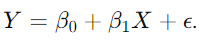 Y = β₀ + β₁X + ϵ.